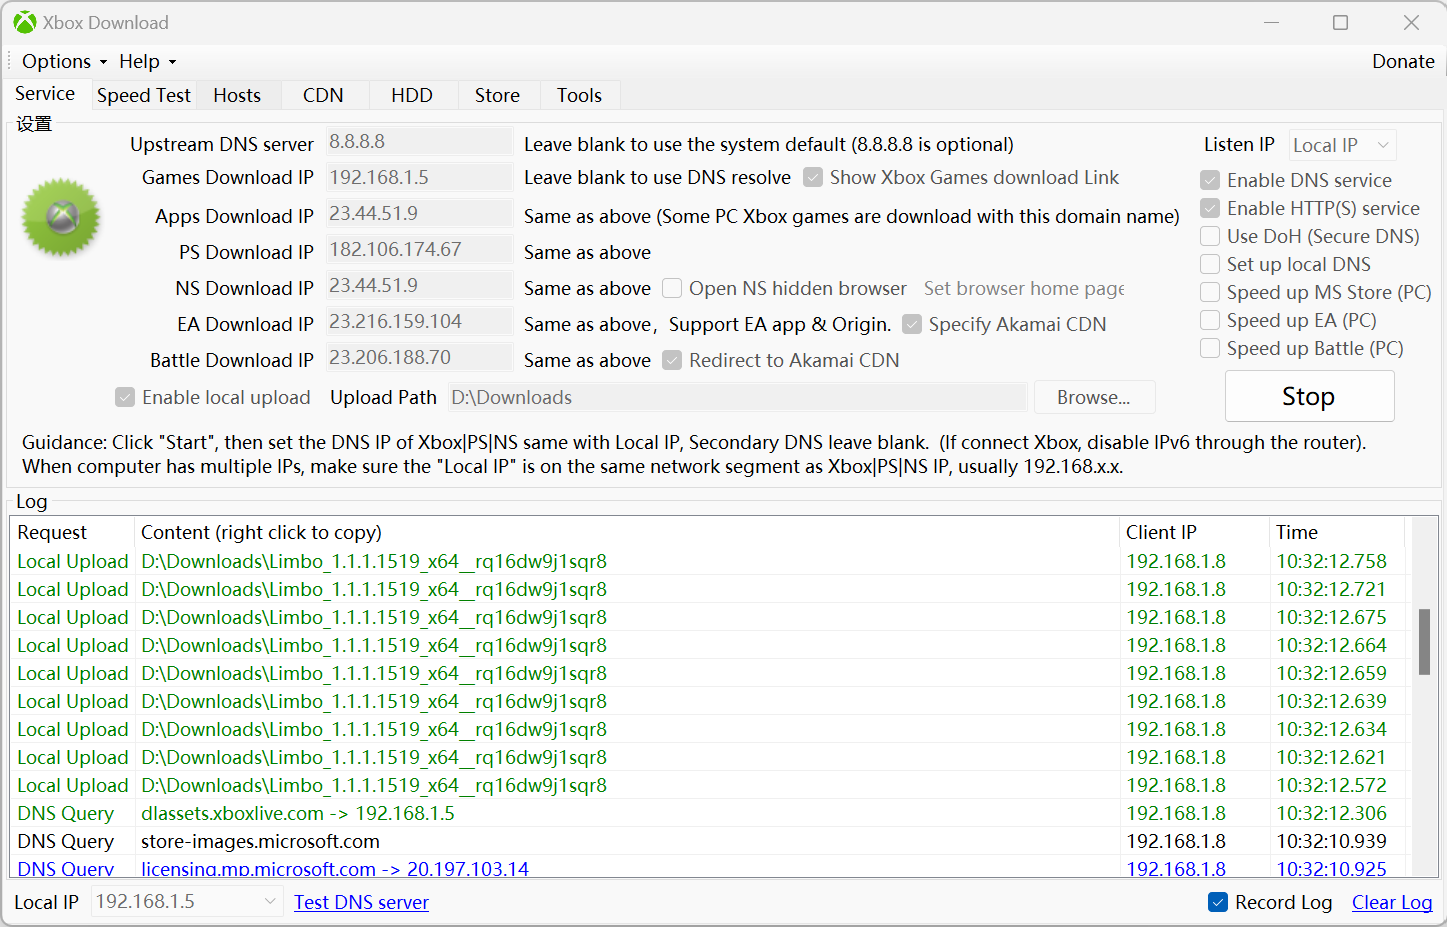 Xbox Download
Options Help Donate
Service Speed Test Hosts CDN HDD Store Tools
设置
Upstream DNS server 8.8.8.8 Leave blank to use the system default (8.8.8.8 is optional) Listen IP Local IP
Games Download IP 192.168.1.5 Leave blank to use DNS resolve Show Xbox Games download Link Enable DNS service
Apps Download IP 23.44.51.9 Same as above (Some PC Xbox games are download with this domain name) Enable HTTP(S) service
PS Download IP 182.106.174.67 Same as above Use DoH (Secure DNS)
Set up local DNS
NS Download IP 23.44.51.9 Same as above Open NS hidden browser Set browser home page Speed up MS Store (PC)
EA Download IP 23.216.159.104 Same as above, Support EA app & Origin. Specify Akamai CDN Speed up EA (PC)
Battle Download IP 23.206.188.70 Same as above Redirect to Akamai CDN Speed up Battle (PC)
Enable local upload Upload Path D:\Downloads Browse... Stop
Guidance: Click "Start", then set the DNS IP of Xbox|PS|NS same with Local IP, Secondary DNS leave blank. (If connect Xbox, disable IPv6 through the router).
When computer has multiple IPs, make sure the "Local IP" is on the same network segment as Xbox|PS|NS IP, usually 192.168.x.x.
Log
Request Content (right click to copy) Client IP Time
Local Upload D:\Downloads\Limbo_1.1.1.1519_x64__rq16dw9j1sqr8 192.168.1.8 10:32:12.758
Local Upload D:\Downloads\Limbo_1.1.1.1519_x64__rq16dw9j1sqr8 192.168.1.8 10:32:12.721
Local Upload D:\Downloads\Limbo_1.1.1.1519_x64__rq16dw9j1sqr8 192.168.1.8 10:32:12.675
Local Upload D:\Downloads\Limbo_1.1.1.1519_x64__rq16dw9j1sqr8 192.168.1.8 10:32:12.664
Local Upload D:\Downloads\Limbo_1.1.1.1519_x64__rq16dw9j1sqr8 192.168.1.8 10:32:12.659
Local Upload D:\Downloads\Limbo_1.1.1.1519_x64__rq16dw9j1sqr8 192.168.1.8 10:32:12.639
Local Upload D:\Downloads\Limbo_1.1.1.1519_x64__rq16dw9j1sqr8 192.168.1.8 10:32:12.634
Local Upload D:\Downloads\Limbo_1.1.1.1519_x64__rq16dw9j1sqr8 192.168.1.8 10:32:12.621
Local Upload D:\Downloads\Limbo_1.1.1.1519_x64__rq16dw9j1sqr8 192.168.1.8 10:32:12.572
DNS Query dlassets.xboxlive.com -> 192.168.1.5 192.168.1.8 10:32:12.306
DNS Query store-images.microsoft.com 192.168.1.8 10:32:10.939
DNS Query licensing.mp.microsoft.com -> 20.197.103.14 192.168.1.8 10:32:10.925
Local IP 192.168.1.5 Test DNS server Record Log Clear Log